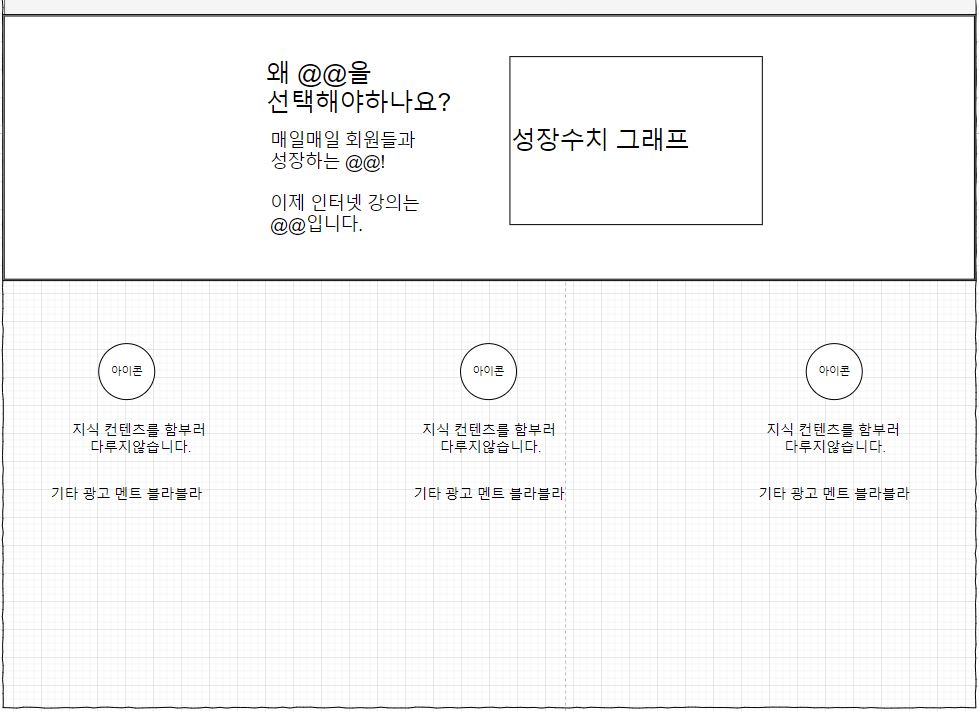 왜 @@을
선택해야하나요?
매일매일 회원들과
성장하는 @@!
이제 인터넷 강의는
@@입니다.
성장수치 그래프
아이콘
지식 컨텐츠를 함부러
다루지않습니다.
기타 광고 멘트 블라블라
아이콘
지식 컨텐츠를 함부러
다루지않습니다.
기타 광고 멘트 블라블라
아이콘
지식 컨텐츠를 함부러
다루지않습니다.
기타 광고 멘트 블라블라